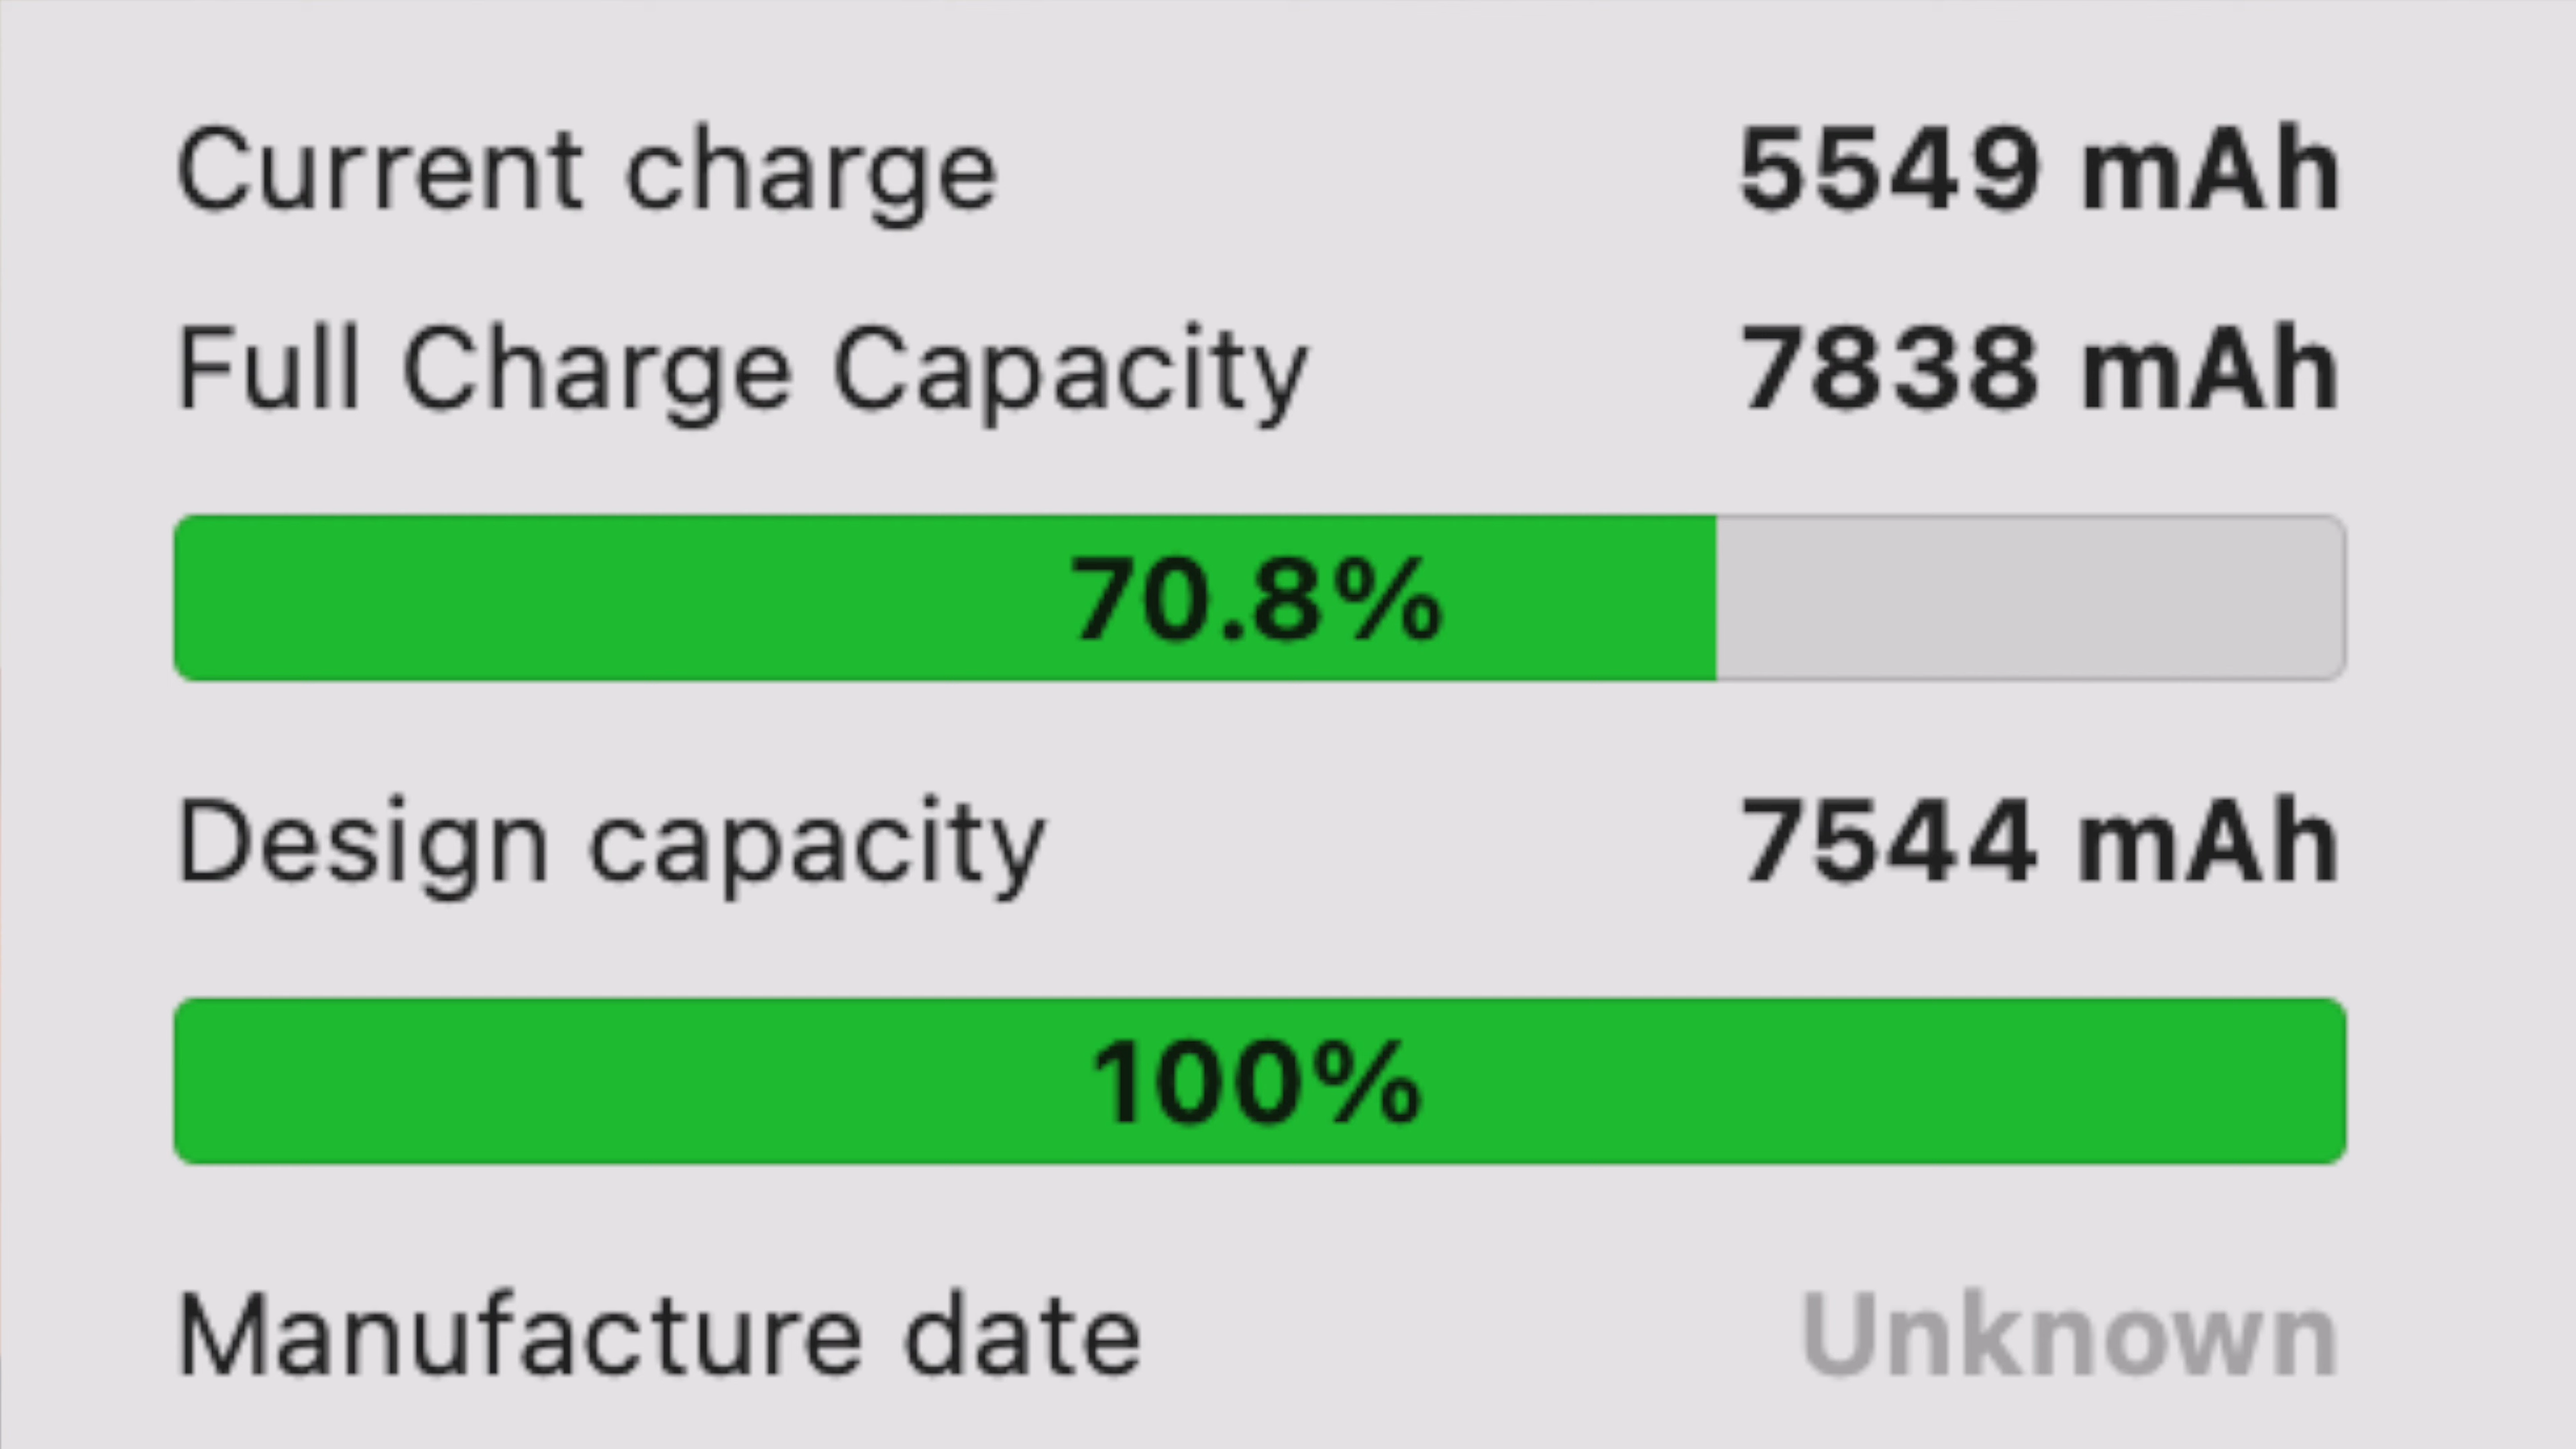 Current charge 5549 mAh
Full Charge Capacity 7838 mAh
70.8%
Design capacity 7544 mAh
100%
Manufacture date Unknown